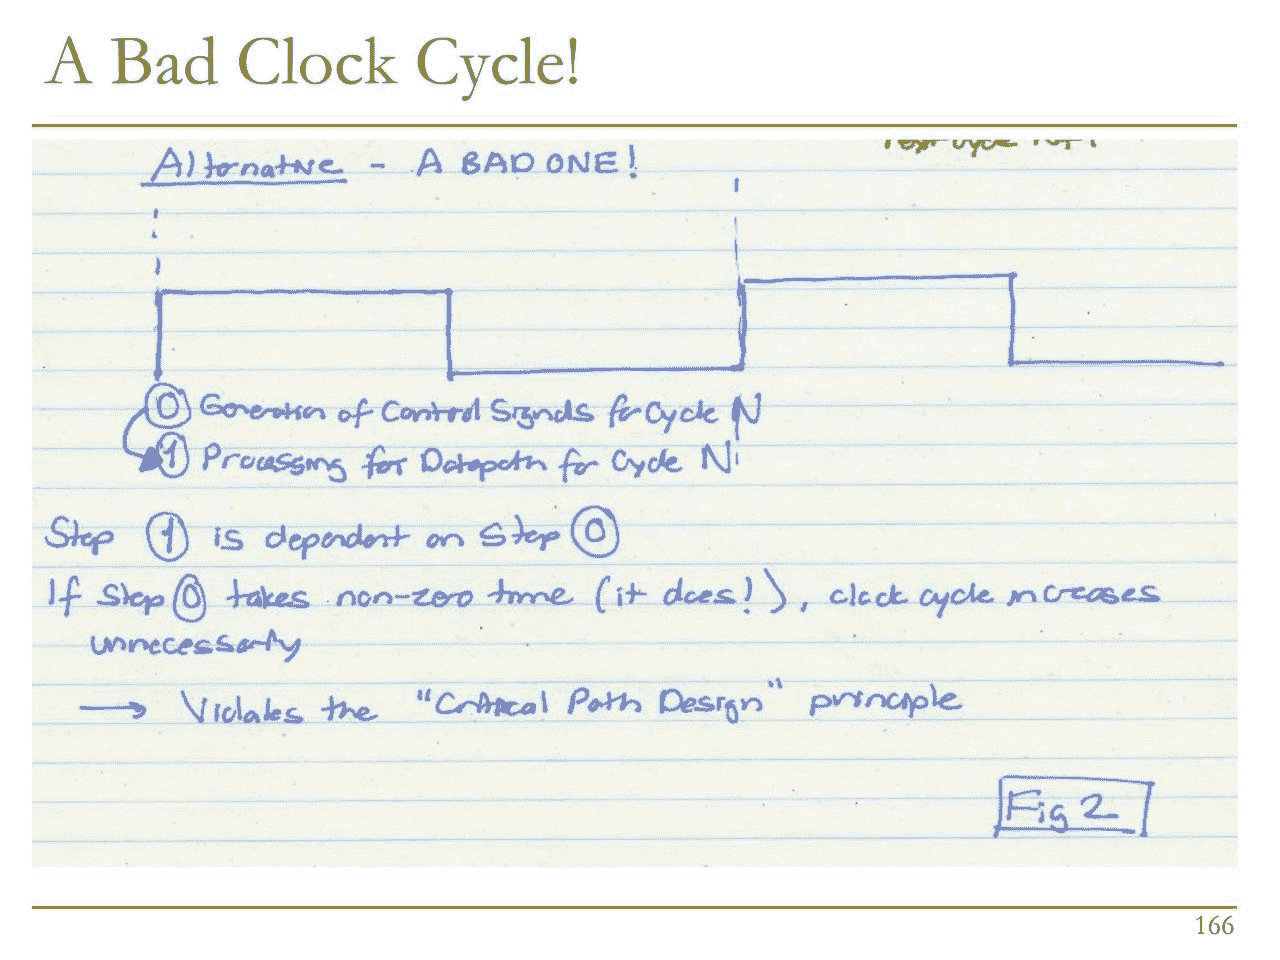 A Bad Clock Cycle!
Alternative - A BAD ONE!
0 Generation of Control Signals for Cycle N
1 Processing for Datapath for Cycle N
Step 1 is dependent on Step 0
If Step 0 takes non-zero time (it does!), clock cycle increases
unnecessarily
→ Violates the "Critical Path Design" principle
Fig 2
166